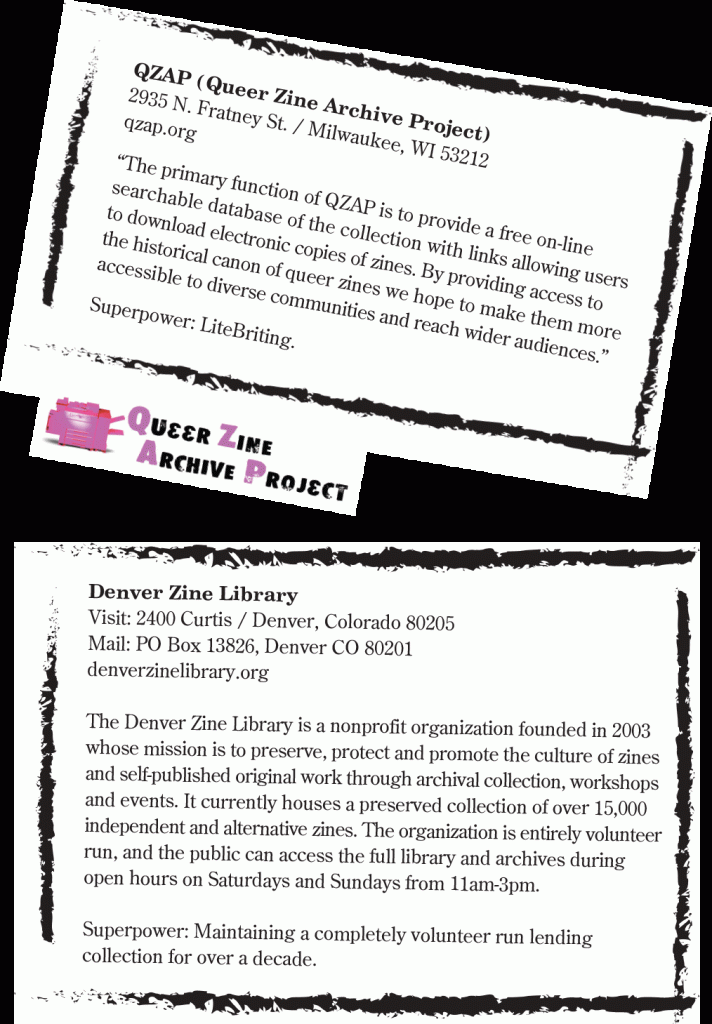 QZAP (Queer Zine Archive Project)
2935 N. Fratney St. / Milwaukee, WI 53212
qzap.org
“The primary function of QZAP is to provide a free on-line
searchable database of the collection with links allowing users
to download electronic copies of zines. By providing access to
the historical canon of queer zines we hope to make them more
accessible to diverse communities and reach wider audiences.”
Superpower: LiteBriting.
QUEER ZINE
ARCHIVE PROJECT
Denver Zine Library
Visit: 2400 Curtis / Denver, Colorado 80205
Mail: PO Box 13826, Denver CO 80201
denverzinelibrary.org
The Denver Zine Library is a nonprofit organization founded in 2003
whose mission is to preserve, protect and promote the culture of zines
and self-published original work through archival collection, workshops
and events. It currently houses a preserved collection of over 15,000
independent and alternative zines. The organization is entirely volunteer
run, and the public can access the full library and archives during
open hours on Saturdays and Sundays from 11am-3pm.
Superpower: Maintaining a completely volunteer run lending
collection for over a decade.